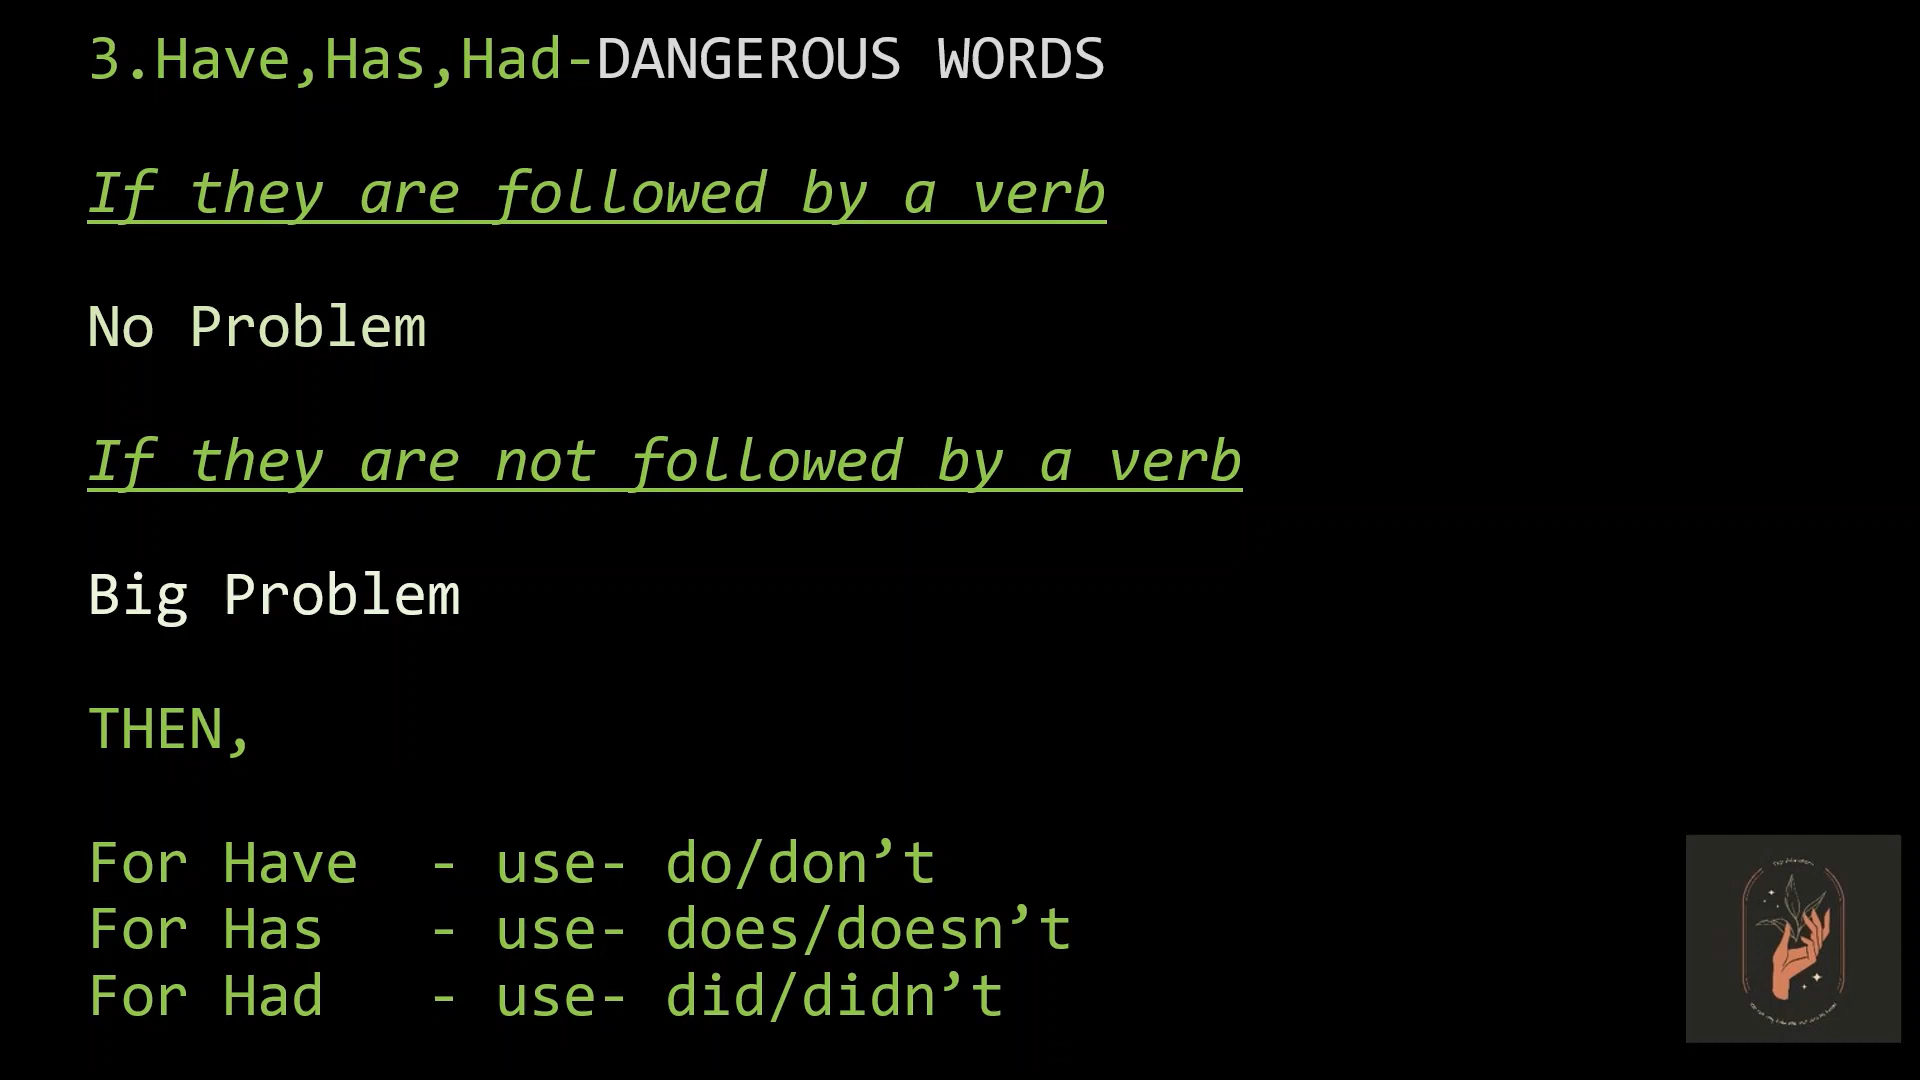 3.Have,Has,Had-DANGEROUS WORDS
If they are followed by a verb
No Problem
If they are not followed by a verb
Big Problem
THEN,
For Have - use- do/don’t
For Has - use- does/doesn’t
For Had - use- did/didn’t